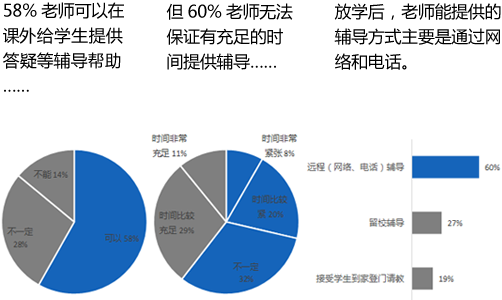 58% 老师可以在
课外给学生提供
答疑等辅导帮助
......
但 60% 老师无法
保证有充足的时
间提供辅导......
放学后，老师能提供的
辅导方式主要是通过网
络和电话。
不能 14%
不一定
28%
可以 58%
时间非常
充足 11%
时间非常
紧张 8%
时间比较
紧 20%
时间比较
充足 29%
不一定
32%
远程（网络、电话）辅导
60%
留校辅导
27%
接受学生到家登门请教
19%